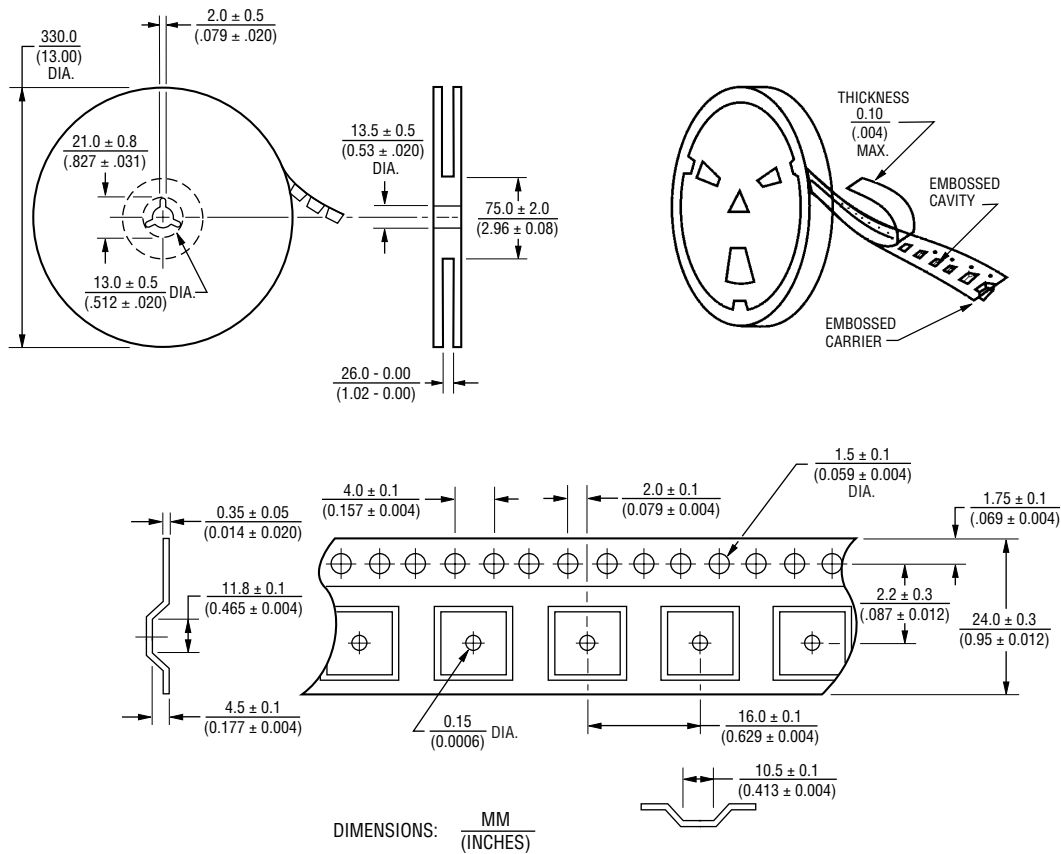 2.0 ± 0.5
(.079 ± .020)
330.0
(13.00)
DIA.
21.0 ± 0.8
(.827 ± .031)
13.0 ± 0.5
(.512 ± .020)
DIA.
13.5 ± 0.5
(0.53 ± .020)
DIA.
75.0 ± 2.0
(2.96 ± 0.08)
26.0 - 0.00
(1.02 - 0.00)
THICKNESS
0.10
(.004)
MAX.
EMBOSSED
CAVITY
EMBOSSED
CARRIER
1.5 ± 0.1
(0.059 ± 0.004)
DIA.
4.0 ± 0.1
(0.157 ± 0.004)
2.0 ± 0.1
(0.079 ± 0.004)
1.75 ± 0.1
(.069 ± 0.004)
0.35 ± 0.05
(0.014 ± 0.020)
11.8 ± 0.1
(0.465 ± 0.004)
2.2 ± 0.3
(.087 ± 0.012)
24.0 ± 0.3
(0.95 ± 0.012)
4.5 ± 0.1
(0.177 ± 0.004)
0.15
(0.0006)
DIA.
16.0 ± 0.1
(0.629 ± 0.004)
10.5 ± 0.1
(0.413 ± 0.004)
DIMENSIONS:
MM
(INCHES)